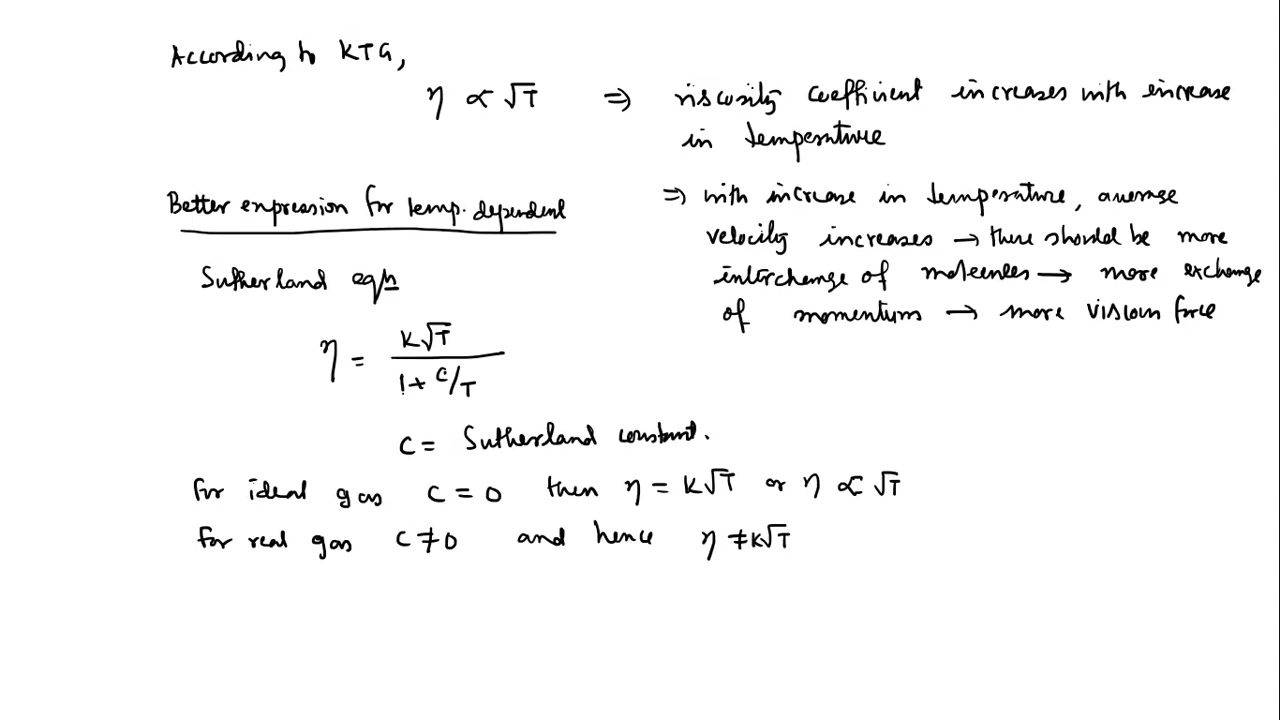 According to KTG,
η ∝ √T ⇒ viscosity coefficient increases with increase
in temperature
Better expression for temp. dependent
⇒ with increase in temperature, average
velocity increases → there should be more
interchange of molecules → more exchange
of momentum → more viscous force
Sutherland eqn
η = K√T / 1 + C/T
C = Sutherland constant.
For ideal gas C = 0 then η = K√T or η ∝ √T
For real gas C ≠ 0 and hence η ≠ K√T